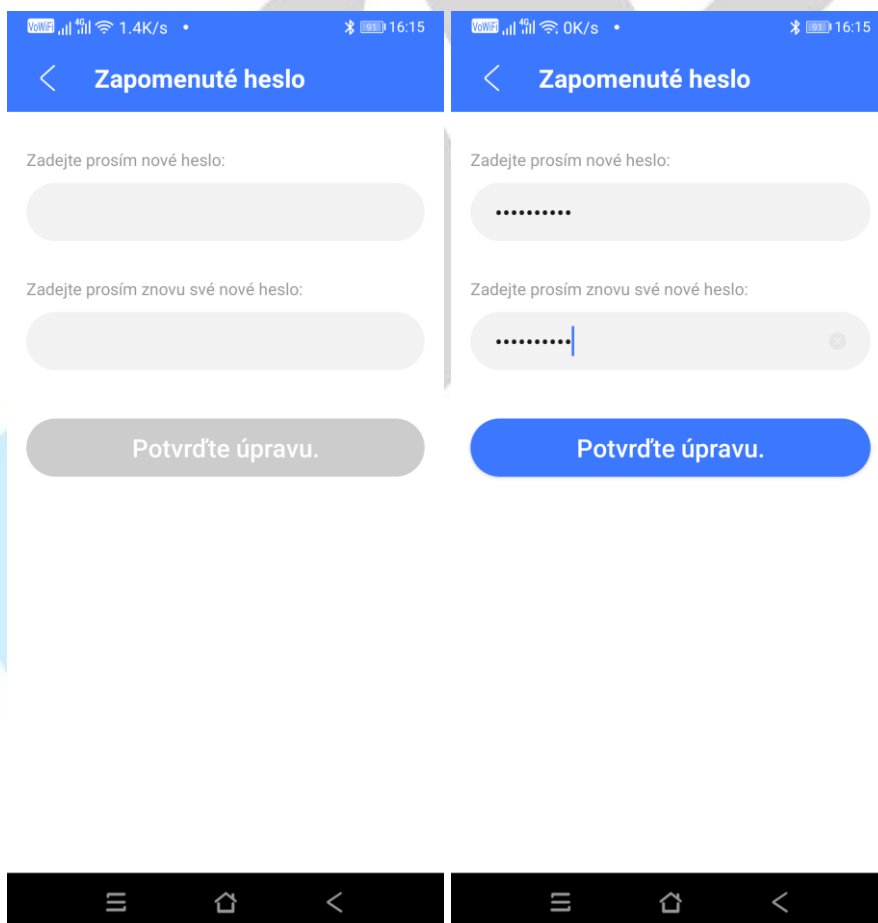 VoWiFi 4G 1.4K/s 91 16:15
Zapomenuté heslo
Zadejte prosím nové heslo:
Zadejte prosím znovu své nové heslo:
Potvrďte úpravu.
VoWiFi 4G 0K/s 91 16:15
Zapomenuté heslo
Zadejte prosím nové heslo:
••••••••••
Zadejte prosím znovu své nové heslo:
••••••••••
Potvrďte úpravu.